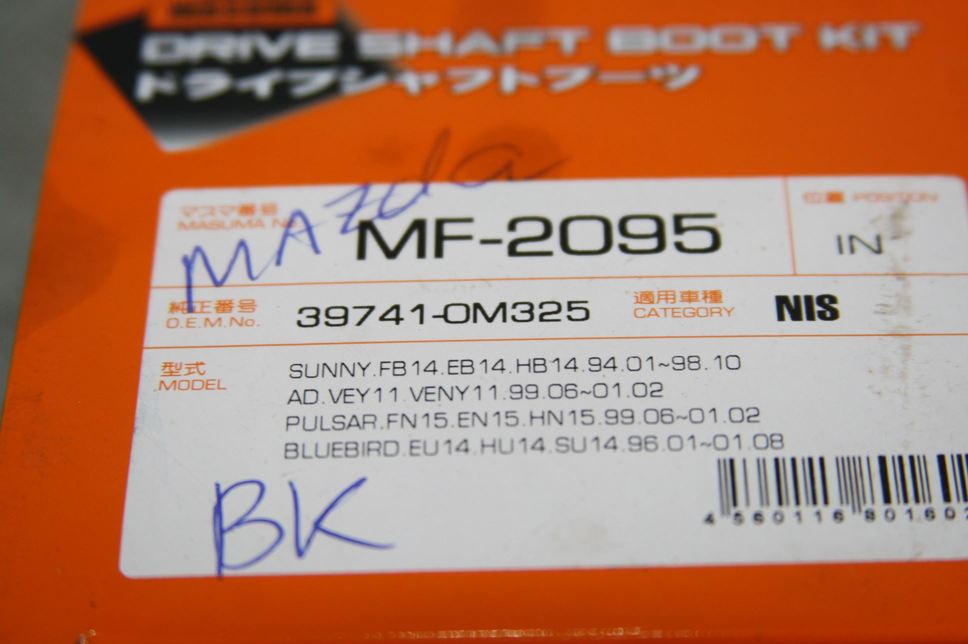 DRIVE SHAFT BOOT KIT
ドライブシャフトブーツ
Mazda
マスマ番号
MASUMA No.
MF-2095
位置 POSITION
IN
純正番号
O.E.M.No.
39741-0M325
適用車種
CATEGORY
NIS
型式
MODEL
SUNNY.FB14.EB14.HB14.94.01~98.10
AD.VEY11.VENY11.99.06~01.02
PULSAR.FN15.EN15.HN15.99.06~01.02
BLUEBIRD.EU14.HU14.SU14.96.01~01.08
BK
4 560116 801602